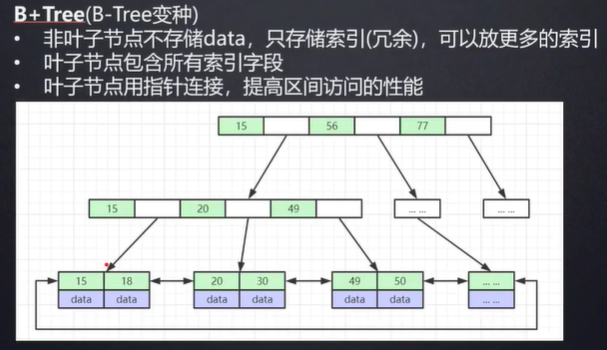 B+Tree(B-Tree变种)
• 非叶子节点不存储data，只存储索引(冗余)，可以放更多的索引
• 叶子节点包含所有索引字段
• 叶子节点用指针连接，提高区间访问的性能
15 56 77
15 20 49 ... ... ... ...
15 18 20 30 49 50 ... ...
data data data data data data ... ...